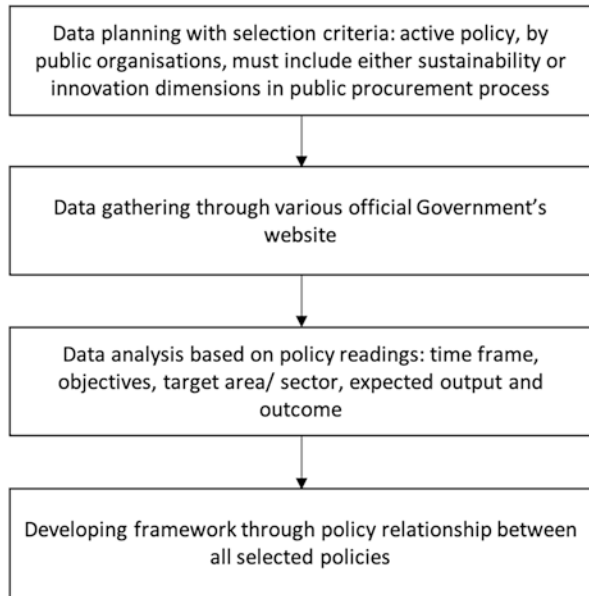 Data planning with selection criteria: active policy, by
public organisations, must include either sustainability or
innovation dimensions in public procurement process
Data gathering through various official Government's
website
Data analysis based on policy readings: time frame,
objectives, target area/ sector, expected output and
outcome
Developing framework through policy relationship between
all selected policies